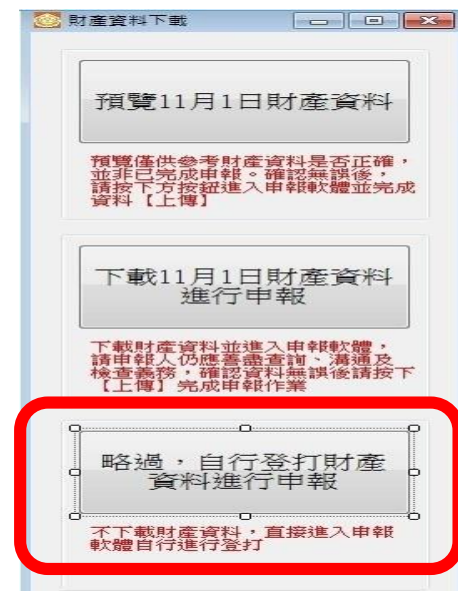 財產資料下載
預覽11月1日財產資料
預覽僅供參考財產資料是否正確，
並非已完成申報。確認無誤後，
請按下方按鈕進入申報軟體並完成
資料【上傳】
下載11月1日財產資料
進行申報
下載財產資料並進入申報軟體，
請申報人仍應善盡查詢、溝通及
檢查義務，確認資料無誤後請按下
【上傳】完成申報作業
略過，自行登打財產
資料進行申報
不下載財產資料，直接進入申報
軟體自行進行登打